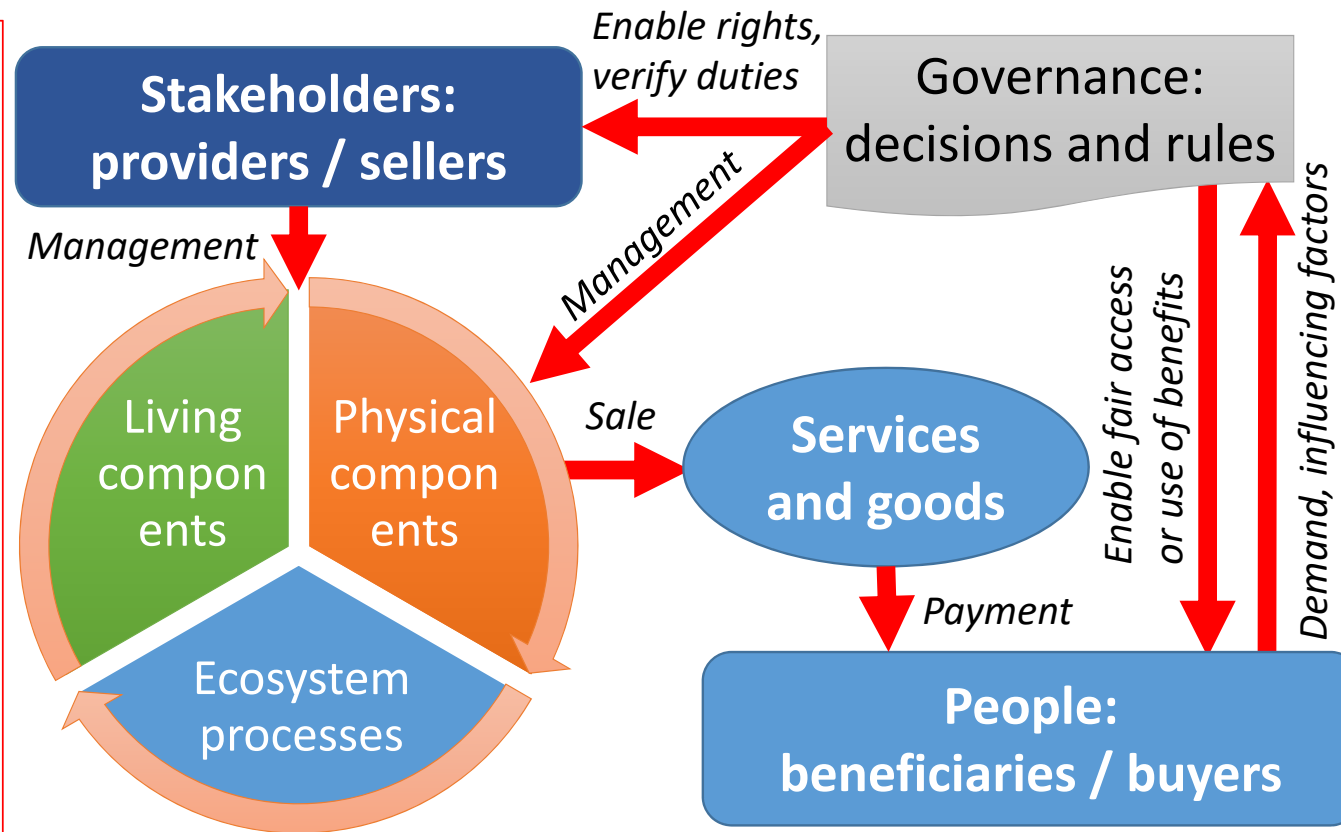 Enable rights,
verify duties
Stakeholders:
providers / sellers
Governance:
decisions and rules
Management
Management
Living
compon
ents
Physical
compon
ents
Ecosystem
processes
Sale
Services
and goods
Payment
Enable fair access
or use of benefits
Demand, influencing factors
People:
beneficiaries / buyers